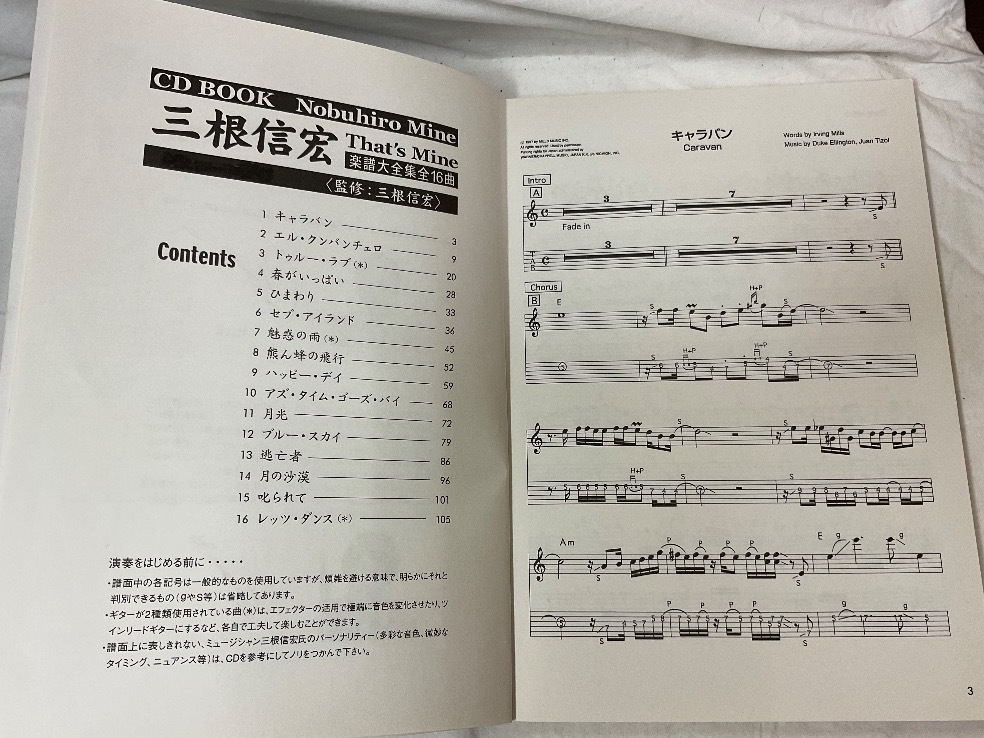 CD BOOK Nobuhiro Mine
三根信宏 That's Mine
楽譜大全集全16曲
〈監修：三根信宏〉
Contents
1 キャラバン 3
2 エル・クンバンチェロ 9
3 トゥルー・ラブ(＊) 20
4 春がいっぱい 28
5 ひまわり 33
6 セブ・アイランド 36
7 魅惑の雨(＊) 45
8 熊ん蜂の飛行 52
9 ハッピー・デイ 59
10 アズ・タイム・ゴーズ・バイ 68
11 月光 72
12 ブルー・スカイ 79
13 逃亡者 86
14 月の沙漠 96
15 叱られて 101
16 レッツ・ダンス(＊) 105
演奏をはじめる前に・・・・・
・譜面中の各記号は一般的なものを使用していますが、煩雑を避ける意味で、明らかにそれと
判別できるもの(gやS等)は省略してあります。
・ギターが2種類使用されている曲(＊)は、エフェクターの活用で極端に音色を変化させたり、ツ
インリードギターにするなど、各自で工夫して楽しむことができます。
・譜面上に表しきれない、ミュージシャン三根信宏氏のパーソナリティー(多彩な音色、微妙な
タイミング、ニュアンス等)は、CDを参考にしてノリをつかんで下さい。
キャラバン
Caravan
Words by Irving Mills
Music by Duke Ellington, Juan Tizol
Intro
A
3 7
Fade in
S
TAB
3 7
S
Chorus
B E
S H+P S
S H+P H+P S
S S
H+P S S
Am P P P P E g g
S S
P P P P g g
S S
3